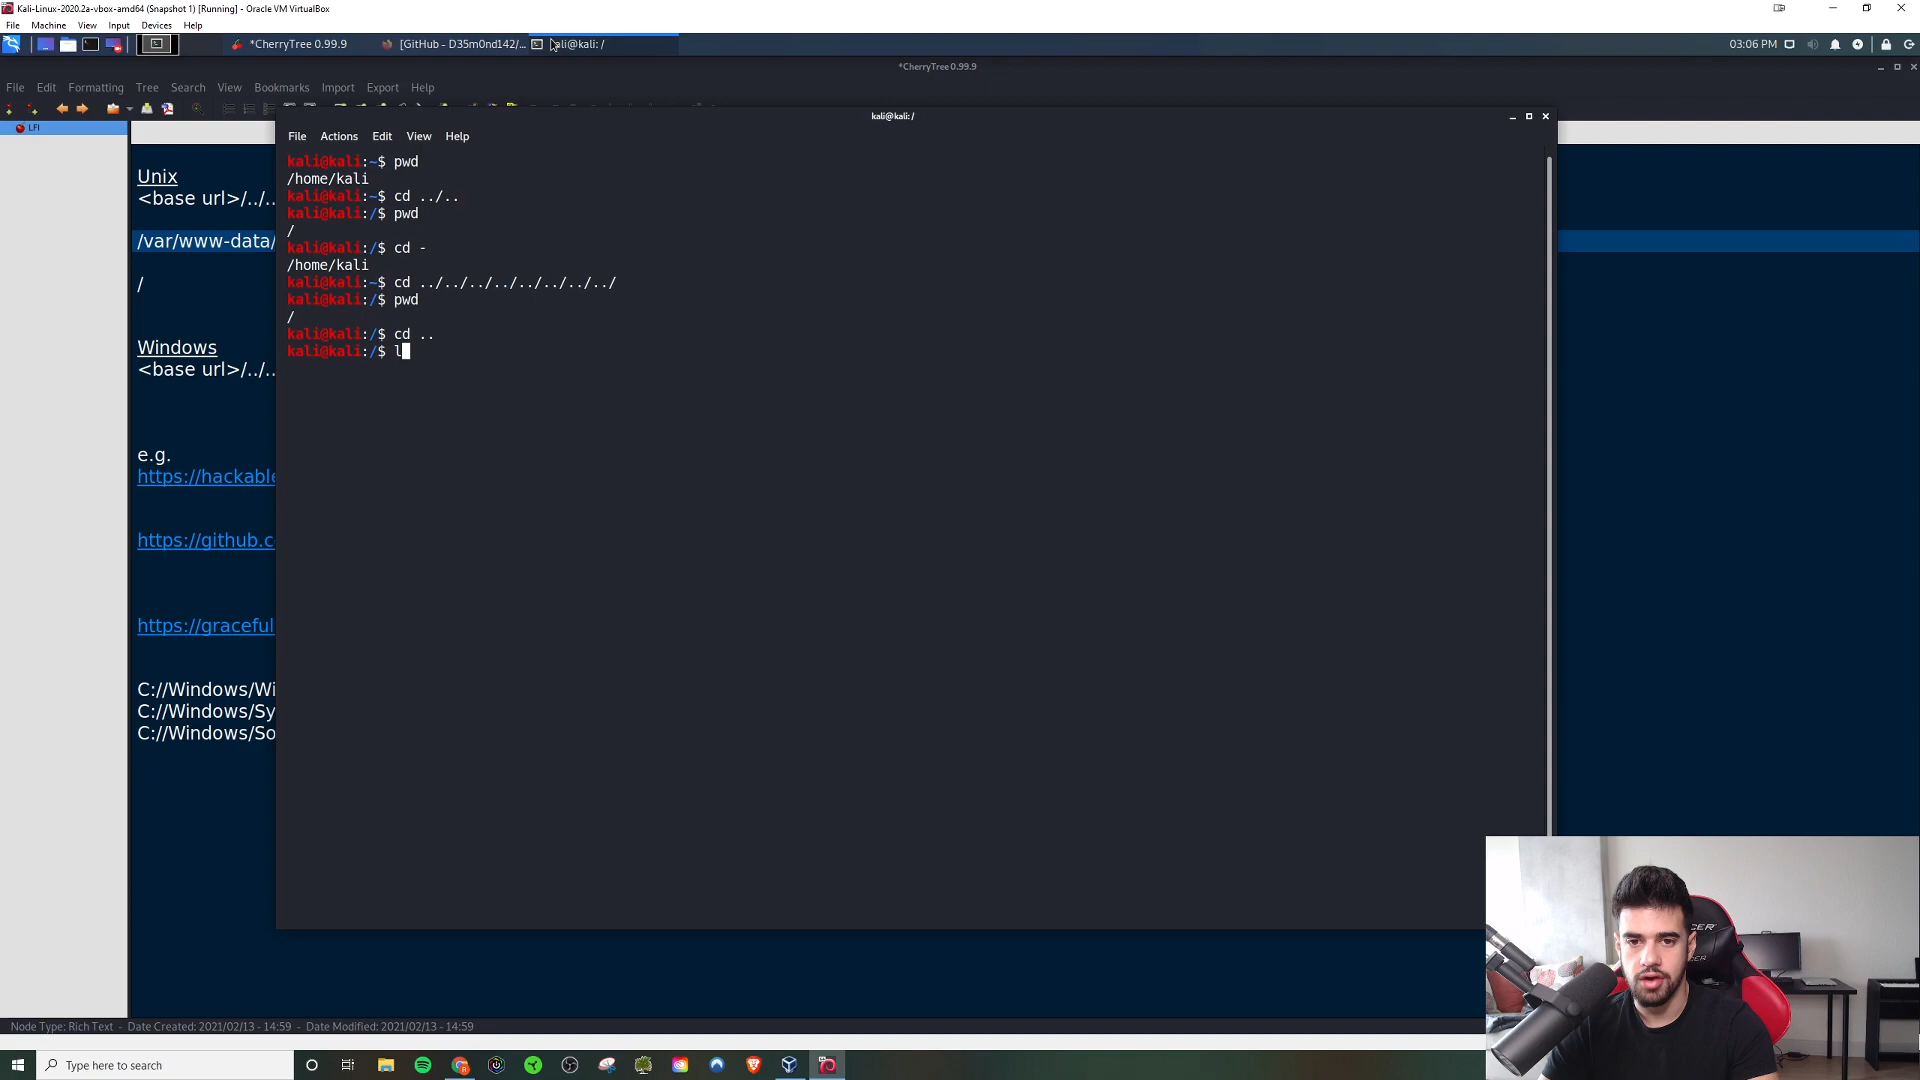 Kali-Linux-2020.2a-vbox-amd64 (Snapshot 1) [Running] - Oracle VM VirtualBox
File Machine View Input Devices Help
*CherryTree 0.99.9
[GitHub - D35m0nd142/...
kali@kali: /
03:06 PM
*CherryTree 0.99.9
File Edit Formatting Tree Search View Bookmarks Import Export Help
LFI
kali@kali: /
File Actions Edit View Help
kali@kali:~$ pwd
/home/kali
kali@kali:~$ cd ../..
kali@kali:/$ pwd
/
kali@kali:/$ cd -
/home/kali
kali@kali:~$ cd ../../../../../../../../
kali@kali:/$ pwd
/
kali@kali:/$ cd ..
kali@kali:/$ l
Unix
<base url>/../..
/var/www-data/
/
Windows
<base url>/../..
e.g.
https://hackable
https://github.c
https://graceful
C://Windows/Wi
C://Windows/Sy
C://Windows/So
Node Type: Rich Text - Date Created: 2021/02/13 - 14:59 - Date Modified: 2021/02/13 - 14:59
Type here to search